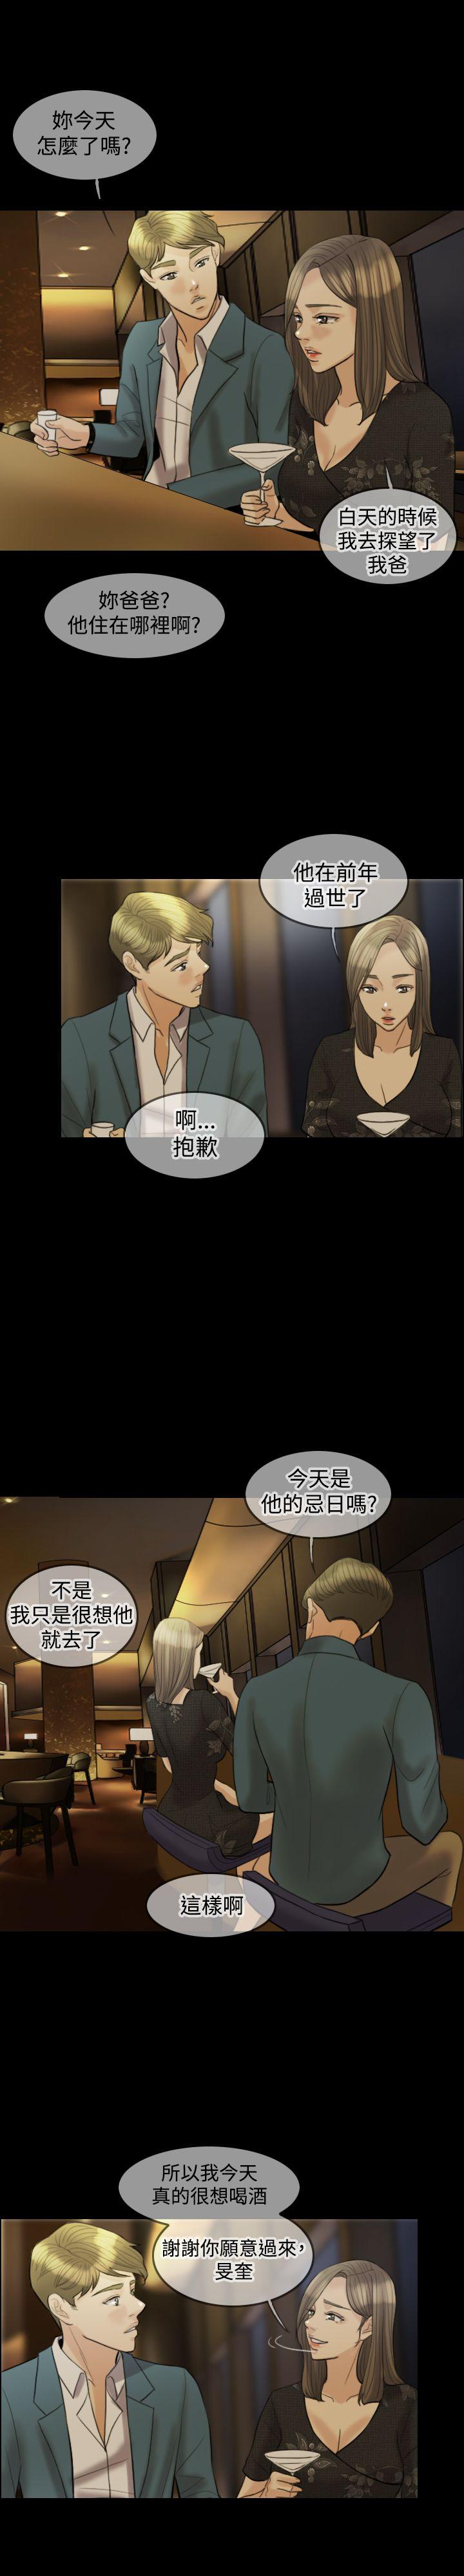 妳今天
怎麼了嗎?
白天的時候
我去探望了
我爸
妳爸爸?
他住在哪裡啊?
他在前年
過世了
啊...
抱歉
今天是
他的忌日嗎?
不是
我只是很想他
就去了
這樣啊
所以我今天
真的很想喝酒
謝謝你願意過來,
旻奎